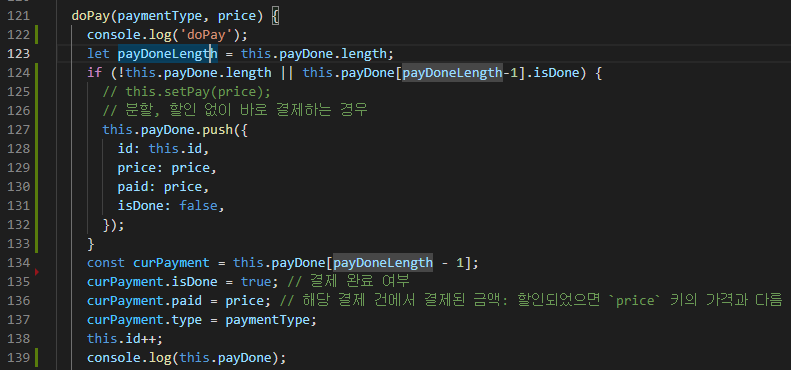 121 doPay(paymentType, price) {
122 console.log('doPay');
123 let payDoneLength = this.payDone.length;
124 if (!this.payDone.length || this.payDone[payDoneLength-1].isDone) {
125 // this.setPay(price);
126 // 분할, 할인 없이 바로 결제하는 경우
127 this.payDone.push({
128 id: this.id,
129 price: price,
130 paid: price,
131 isDone: false,
132 });
133 }
134 const curPayment = this.payDone[payDoneLength - 1];
135 curPayment.isDone = true; // 결제 완료 여부
136 curPayment.paid = price; // 해당 결제 건에서 결제된 금액: 할인되었으면 `price` 키의 가격과 다름
137 curPayment.type = paymentType;
138 this.id++;
139 console.log(this.payDone);